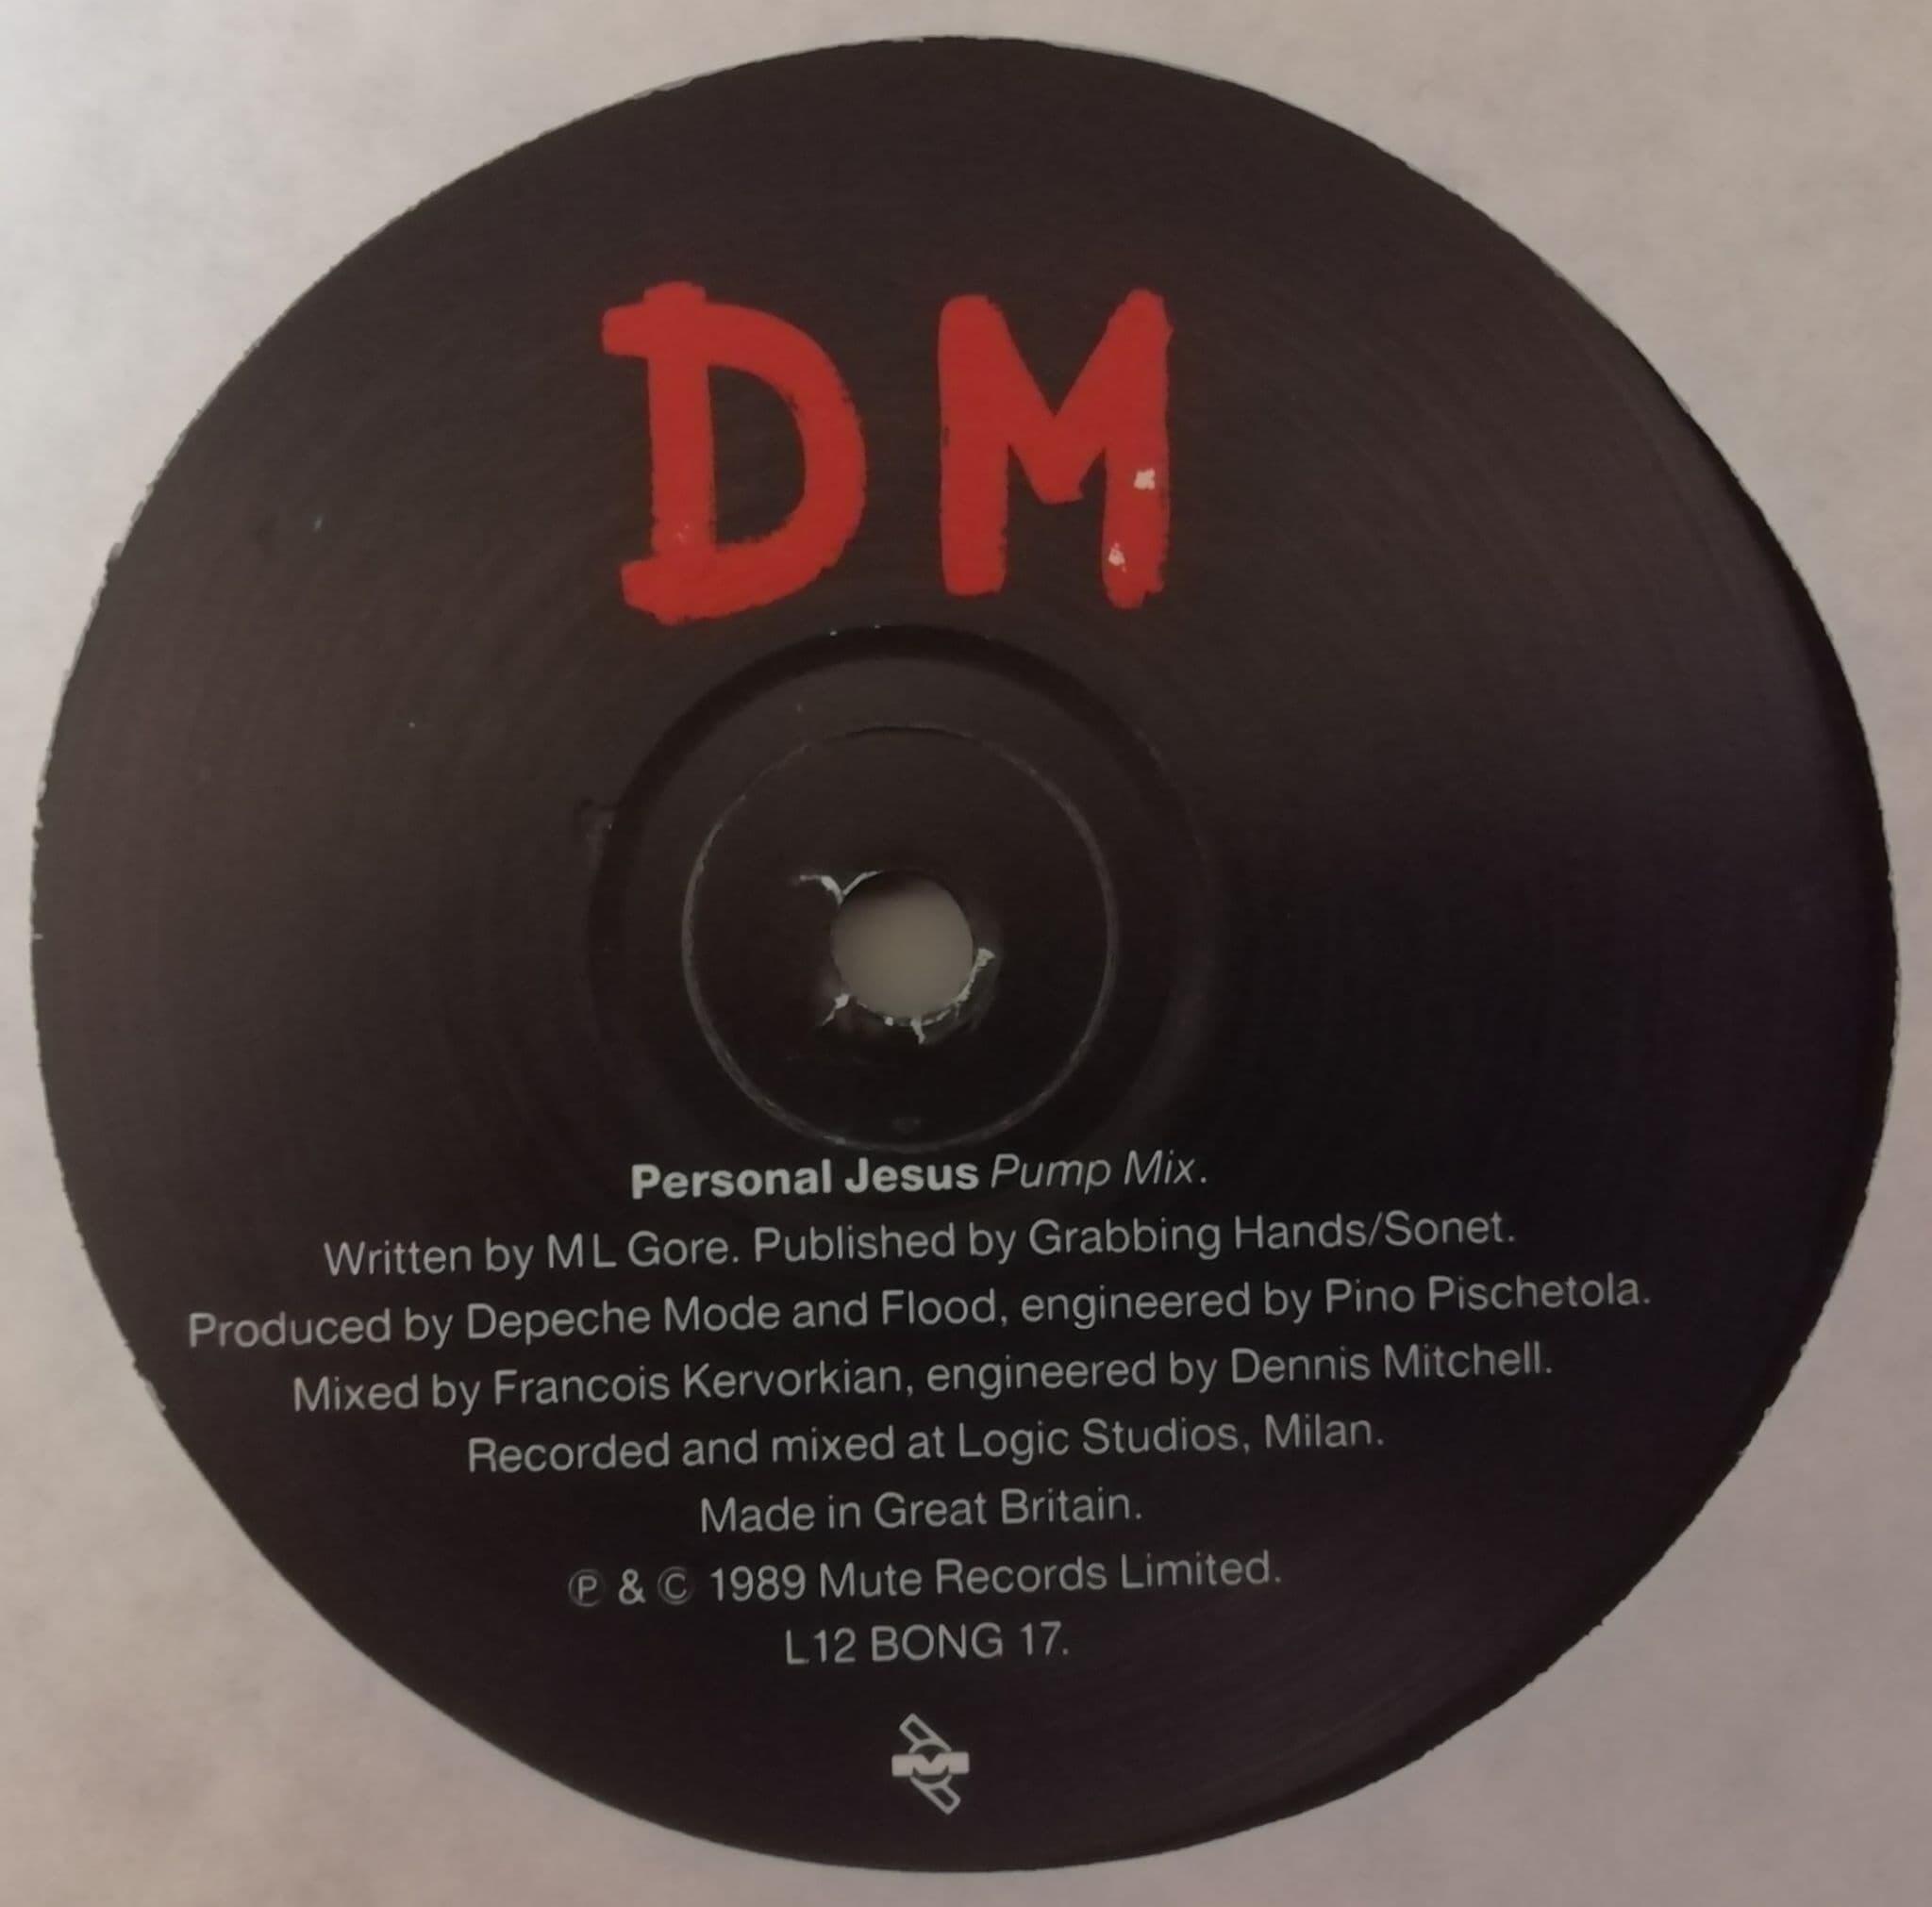 DM
Personal Jesus Pump Mix.
Written by ML Gore. Published by Grabbing Hands/Sonet.
Produced by Depeche Mode and Flood, engineered by Pino Pischetola.
Mixed by Francois Kervorkian, engineered by Dennis Mitchell.
Recorded and mixed at Logic Studios, Milan.
Made in Great Britain.
Ⓟ & © 1989 Mute Records Limited.
L12 BONG 17.